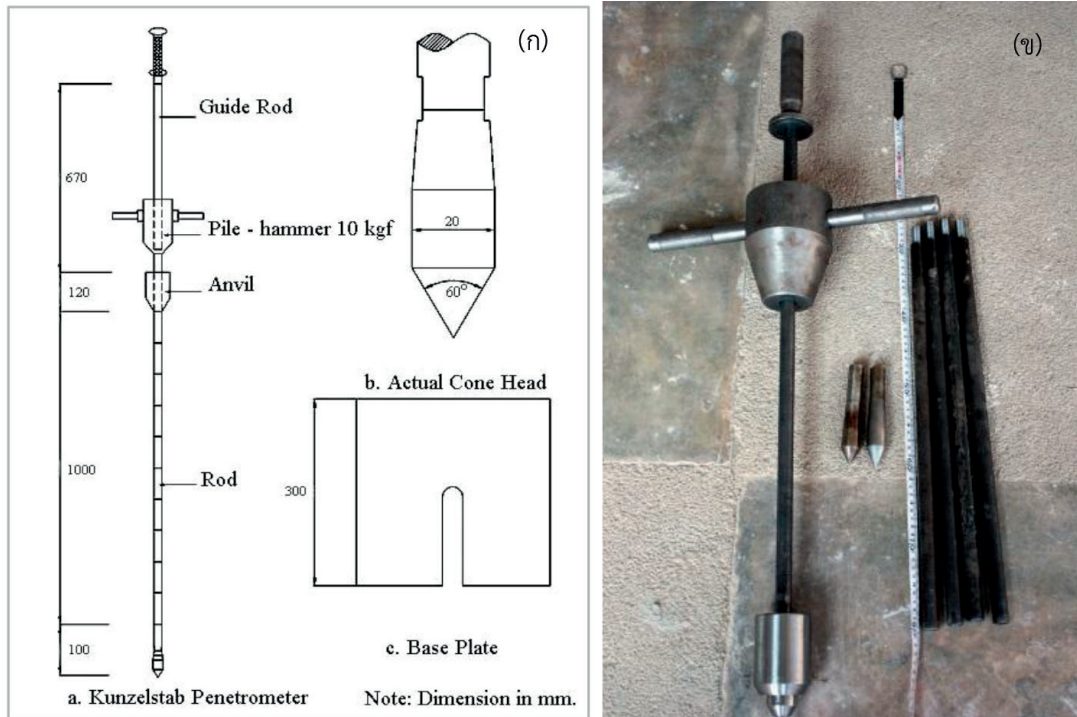 (ก)
Guide Rod
670
Pile - hammer 10 kgf
Anvil
120
1000
Rod
100
a. Kunzelstab Penetrometer
20
60°
b. Actual Cone Head
300
c. Base Plate
Note: Dimension in mm.
(ข)